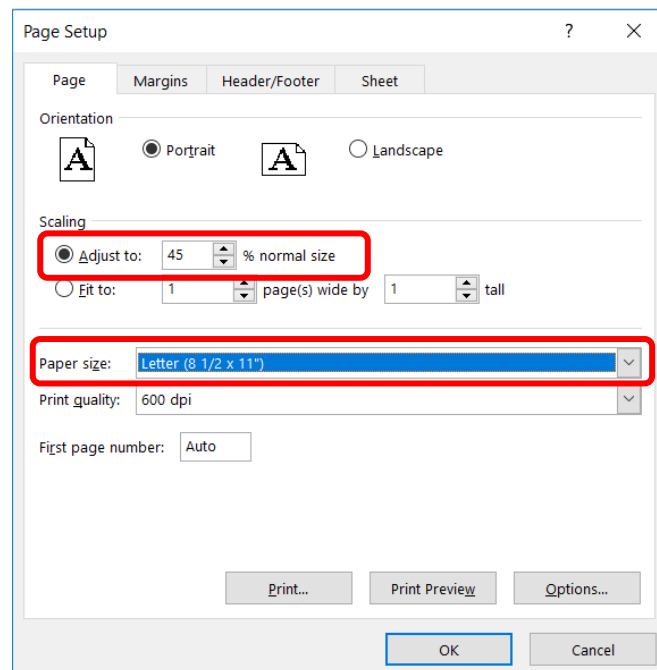 Page Setup ?
Page Margins Header/Footer Sheet
Orientation
A Portrait A Landscape
Scaling
Adjust to: 45 % normal size
Fit to: 1 page(s) wide by 1 tall
Paper size: Letter (8 1/2 x 11")
Print quality: 600 dpi
First page number: Auto
Print... Print Preview Options...
OK Cancel